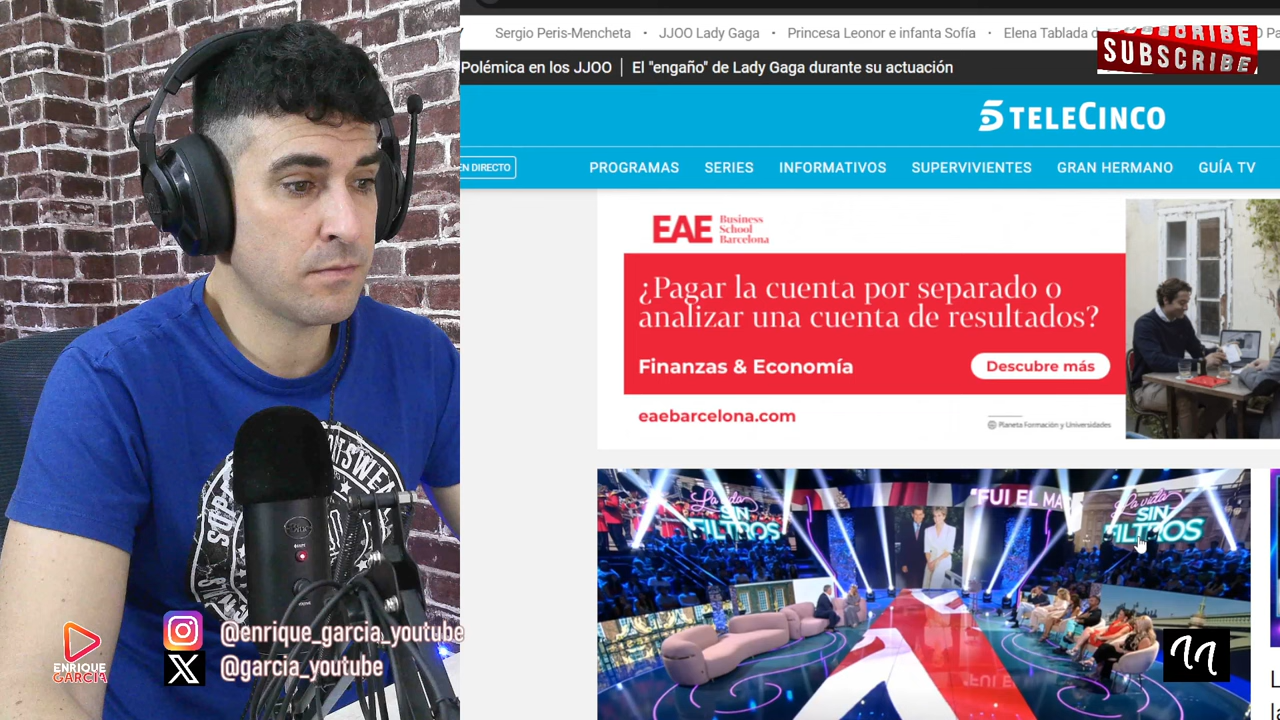 Sergio Peris-Mencheta • JJOO Lady Gaga • Princesa Leonor e infanta Sofía • Elena Tablada
SUBSCRIBE
SUBSCRIBE
Polémica en los JJOO | El "engaño" de Lady Gaga durante su actuación
5 TELECINCO
EN DIRECTO
PROGRAMAS SERIES INFORMATIVOS SUPERVIVIENTES GRAN HERMANO GUÍA TV
EAE Business School Barcelona
¿Pagar la cuenta por separado o
analizar una cuenta de resultados?
Finanzas & Economía
Descubre más
eaebarcelona.com
Planeta Formación y Universidades
La vida
SIN
FILTROS
FUI EL
La vida
SIN
FILTROS
@enrique_garcia_youtube
@garcia_youtube
ENRIQUE
GARCIA